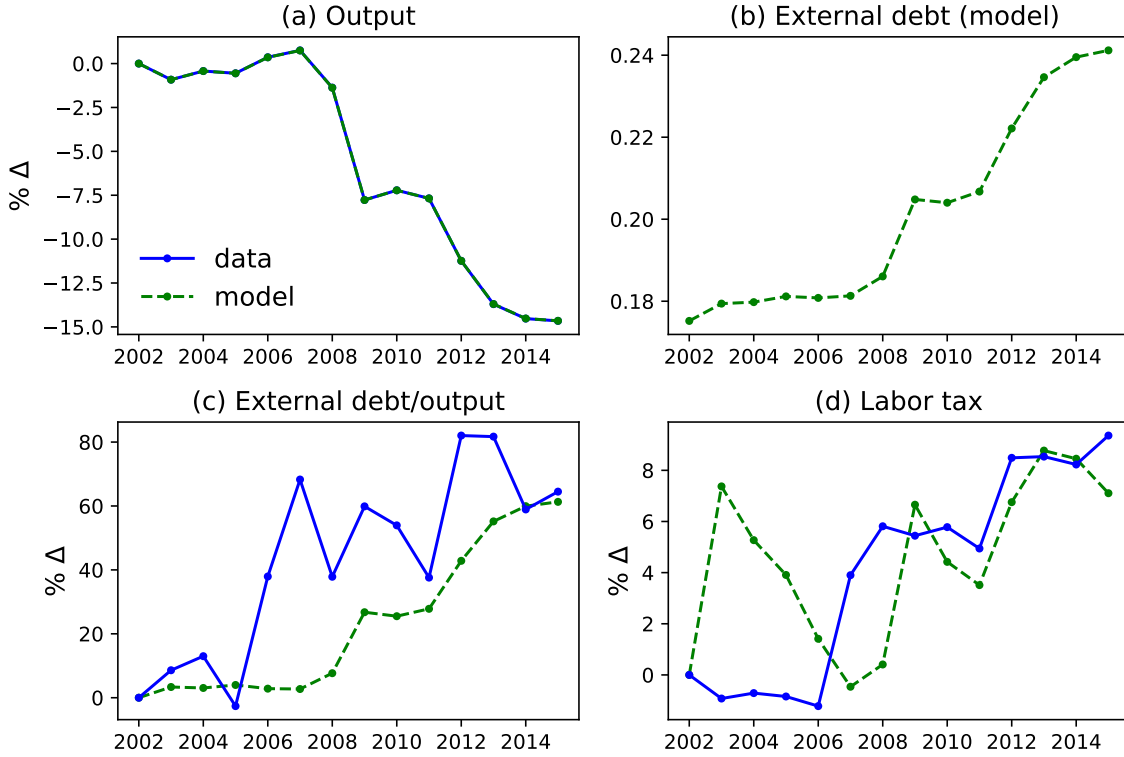 (a) Output
0.0
−2.5
−5.0
−7.5
−10.0
−12.5
−15.0
% Δ
data
model
2002 2004 2006 2008 2010 2012 2014
(b) External debt (model)
0.24
0.22
0.20
0.18
2002 2004 2006 2008 2010 2012 2014
(c) External debt/output
80
60
40
20
0
% Δ
2002 2004 2006 2008 2010 2012 2014
(d) Labor tax
8
6
4
2
0
% Δ
2002 2004 2006 2008 2010 2012 2014